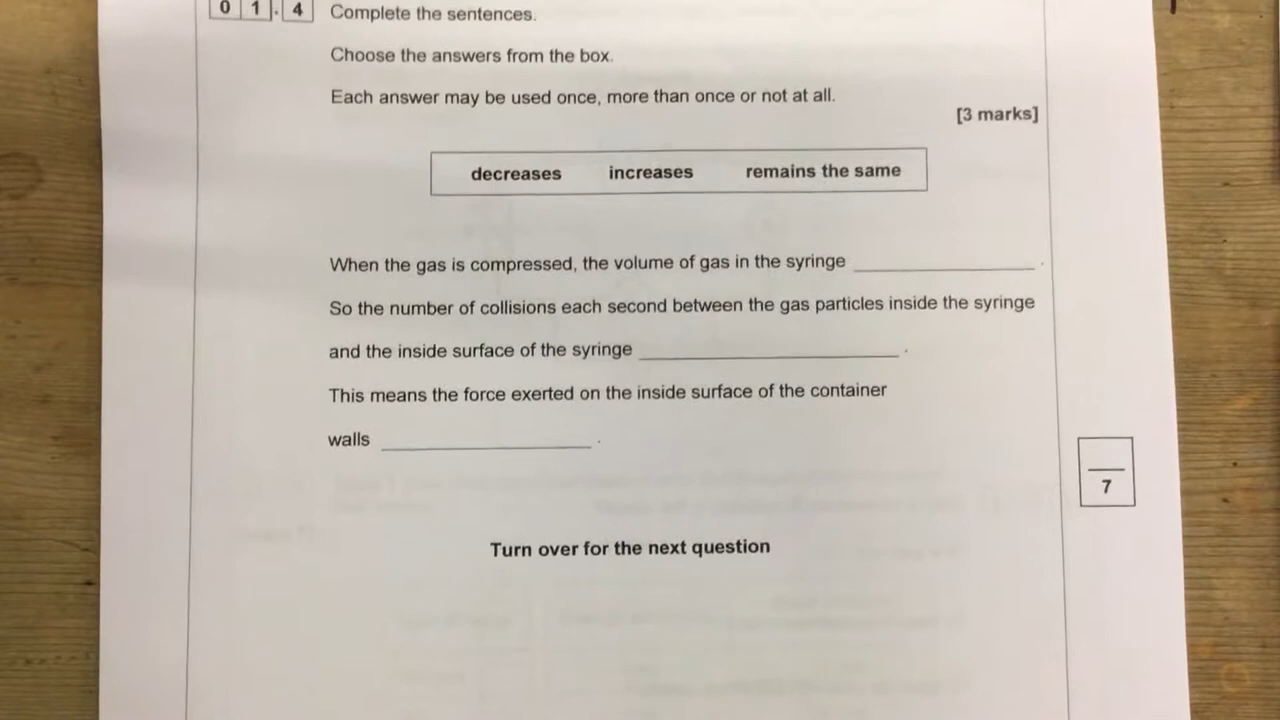 0 1 . 4 Complete the sentences.
Choose the answers from the box.
Each answer may be used once, more than once or not at all.
[3 marks]
decreases increases remains the same
When the gas is compressed, the volume of gas in the syringe ____________________ .
So the number of collisions each second between the gas particles inside the syringe
and the inside surface of the syringe ____________________ .
This means the force exerted on the inside surface of the container
walls ____________________ .
7
Turn over for the next question